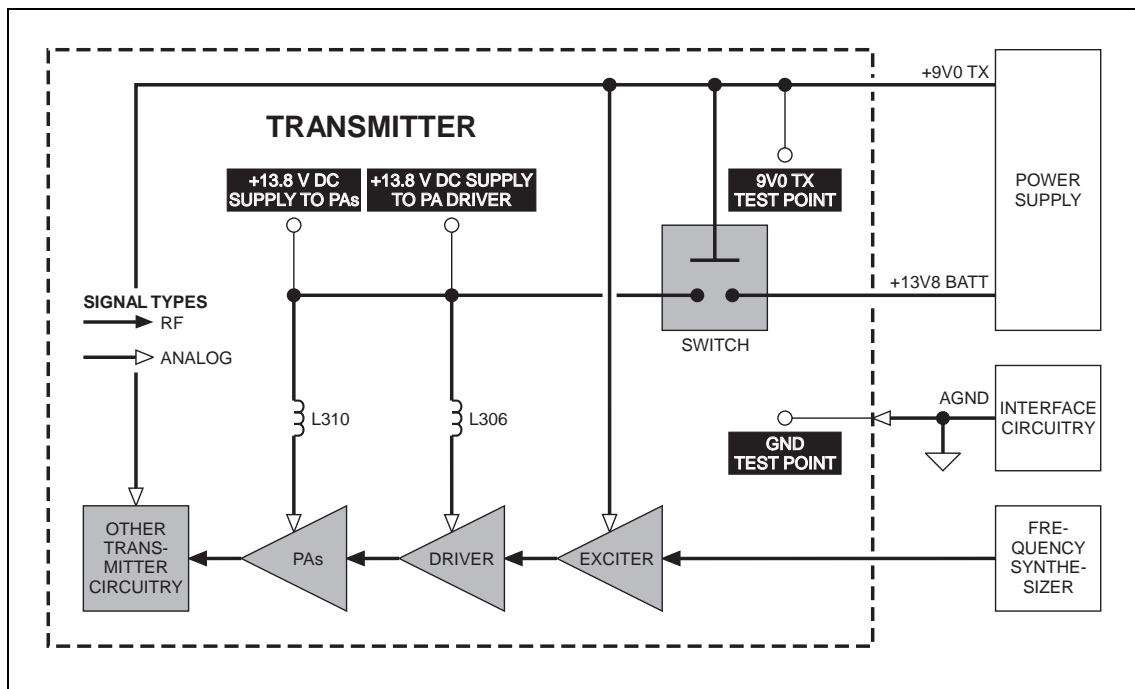 +9V0 TX
TRANSMITTER
+13.8 V DC
SUPPLY TO PAs
+13.8 V DC SUPPLY
TO PA DRIVER
9V0 TX
TEST POINT
POWER
SUPPLY
SIGNAL TYPES
RF
ANALOG
+13V8 BATT
SWITCH
L310
L306
AGND
INTERFACE
CIRCUITRY
GND
TEST POINT
OTHER
TRANS-
MITTER
CIRCUITRY
PAs
DRIVER
EXCITER
FRE-
QUENCY
SYNTHE-
SIZER